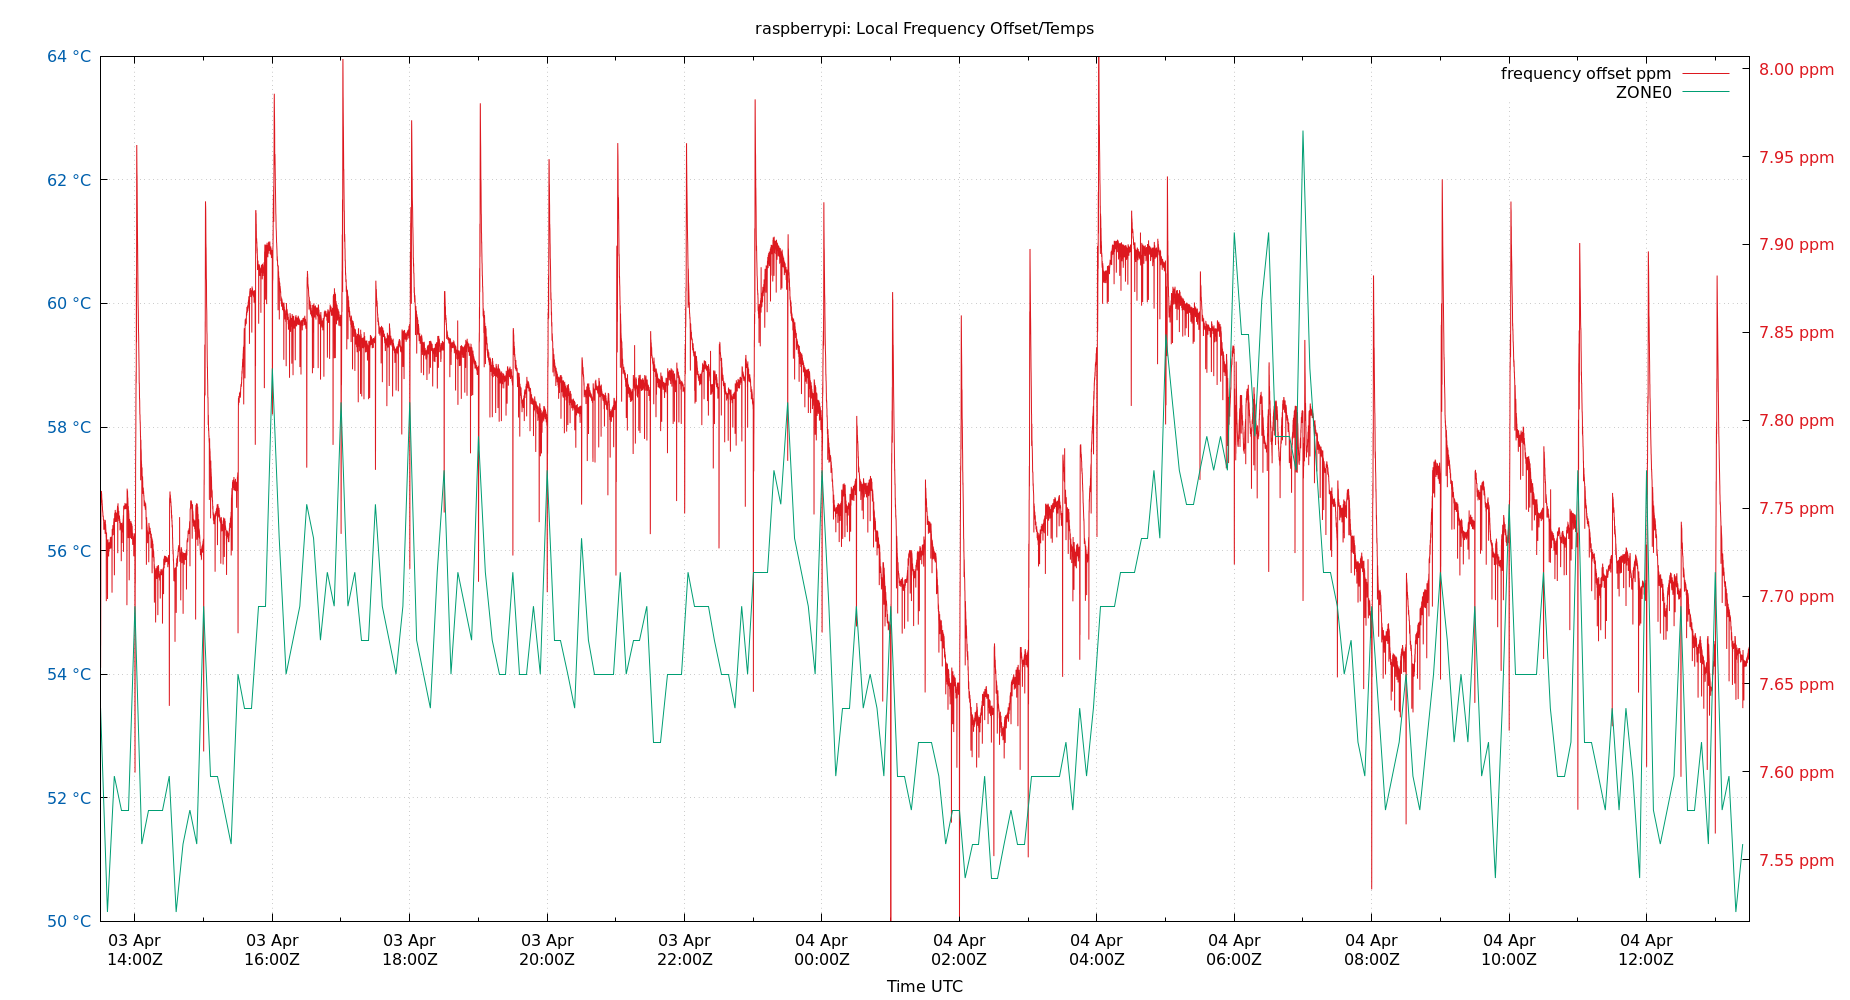 raspberrypi: Local Frequency Offset/Temps
frequency offset ppm
ZONE0
64 °C
62 °C
60 °C
58 °C
56 °C
54 °C
52 °C
50 °C
8.00 ppm
7.95 ppm
7.90 ppm
7.85 ppm
7.80 ppm
7.75 ppm
7.70 ppm
7.65 ppm
7.60 ppm
7.55 ppm
03 Apr 03 Apr 03 Apr 03 Apr 03 Apr 04 Apr 04 Apr 04 Apr 04 Apr 04 Apr 04 Apr 04 Apr
14:00Z 16:00Z 18:00Z 20:00Z 22:00Z 00:00Z 02:00Z 04:00Z 06:00Z 08:00Z 10:00Z 12:00Z
Time UTC